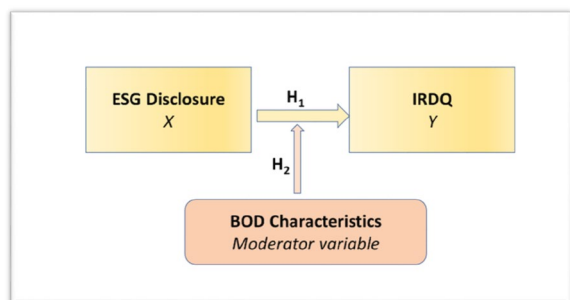 ESG Disclosure
X
H1
IRDQ
Y
H2
BOD Characteristics
Moderator variable